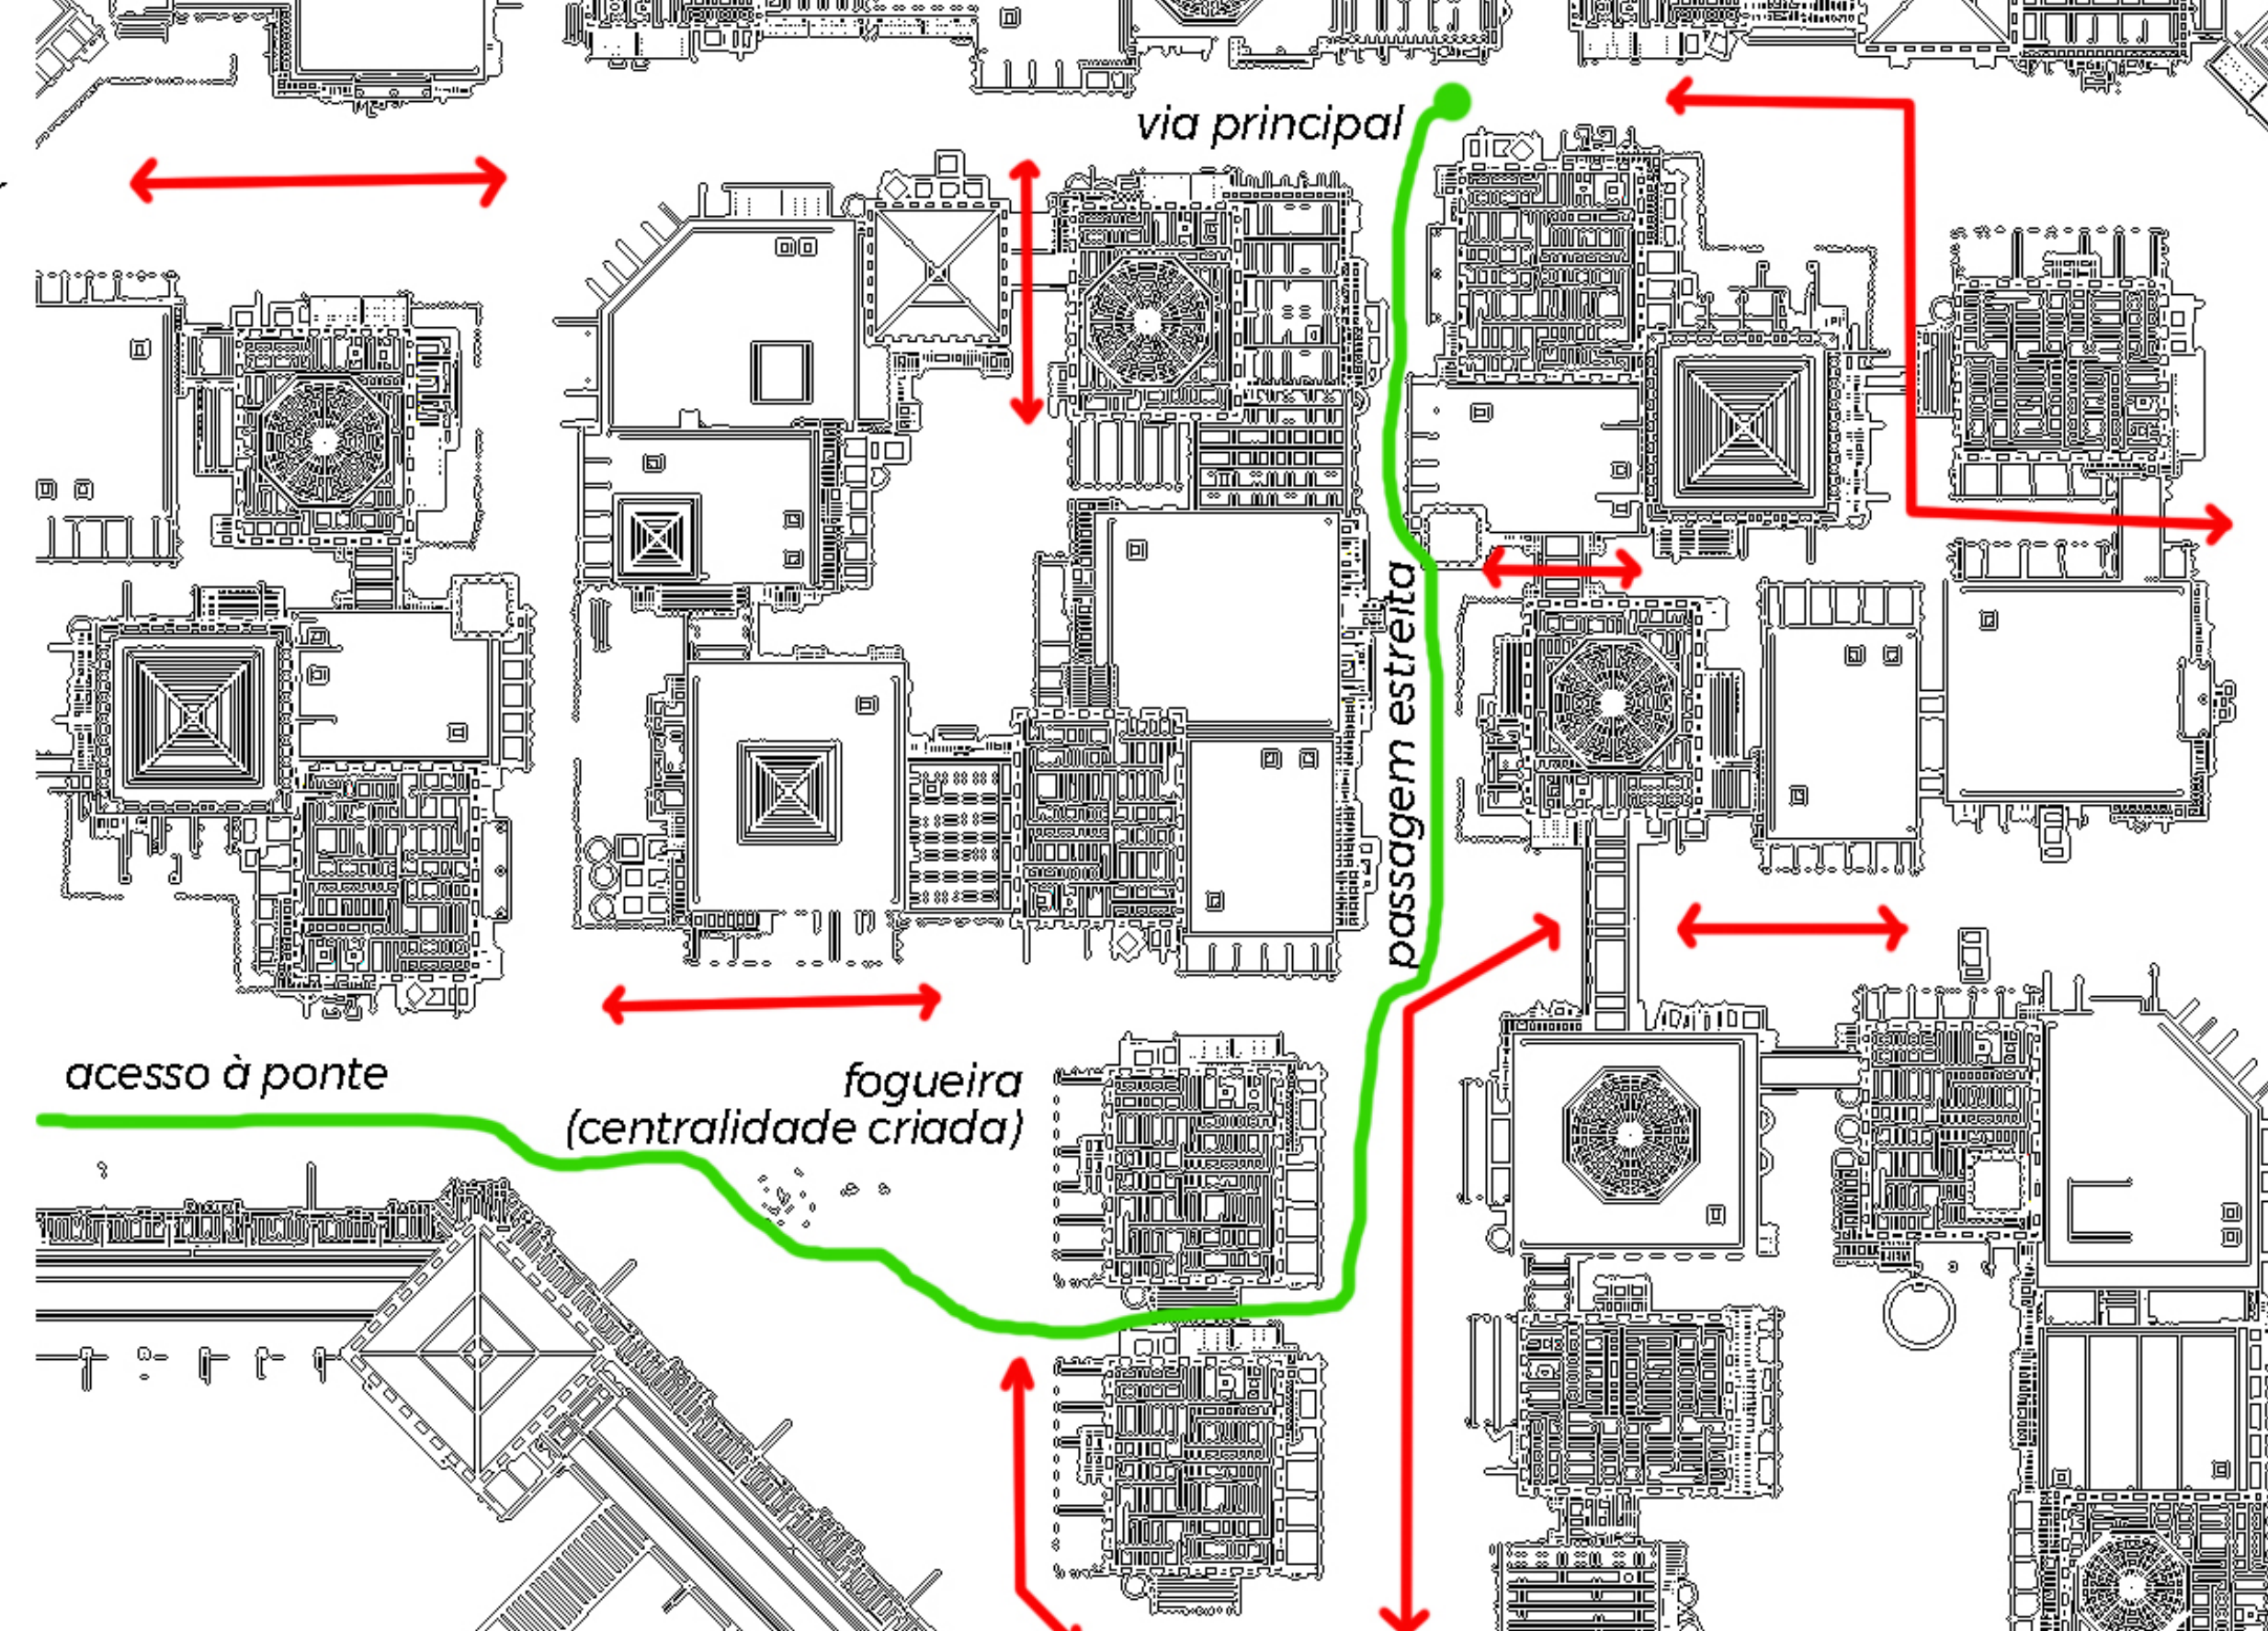 via principal
passagem estreita
acesso à ponte
fogueira
(centralidade criada)